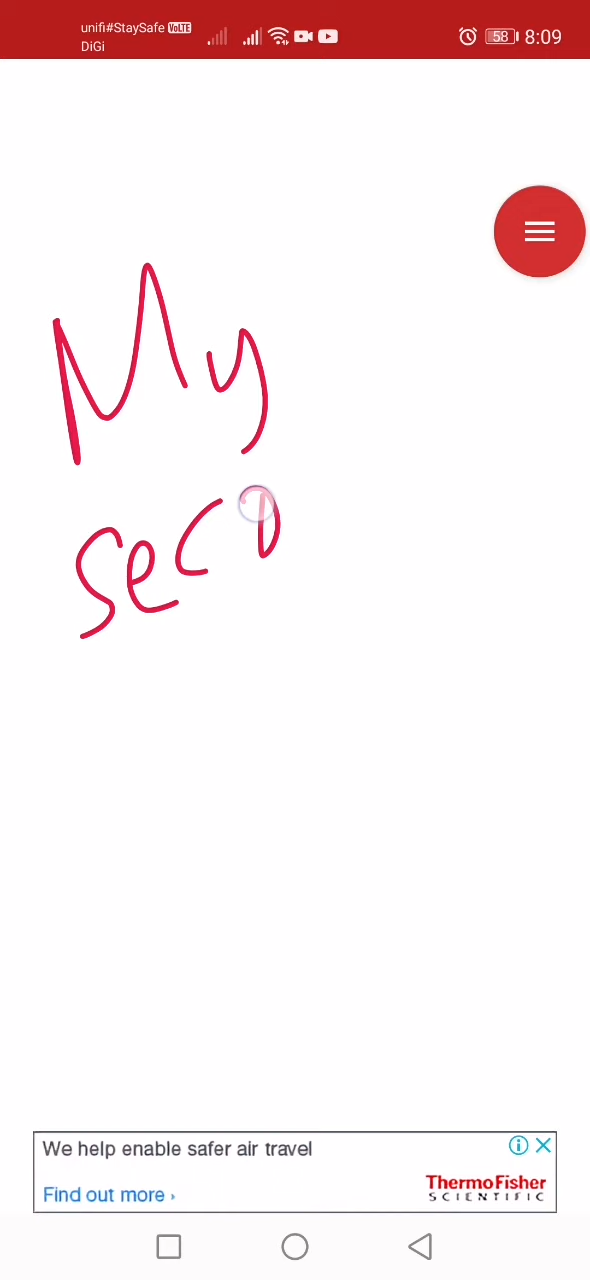 unifi#StaySafe VoLTE
DiGi
58
8:09
My
sec
We help enable safer air travel
Find out more ›
ThermoFisher
SCIENTIFIC